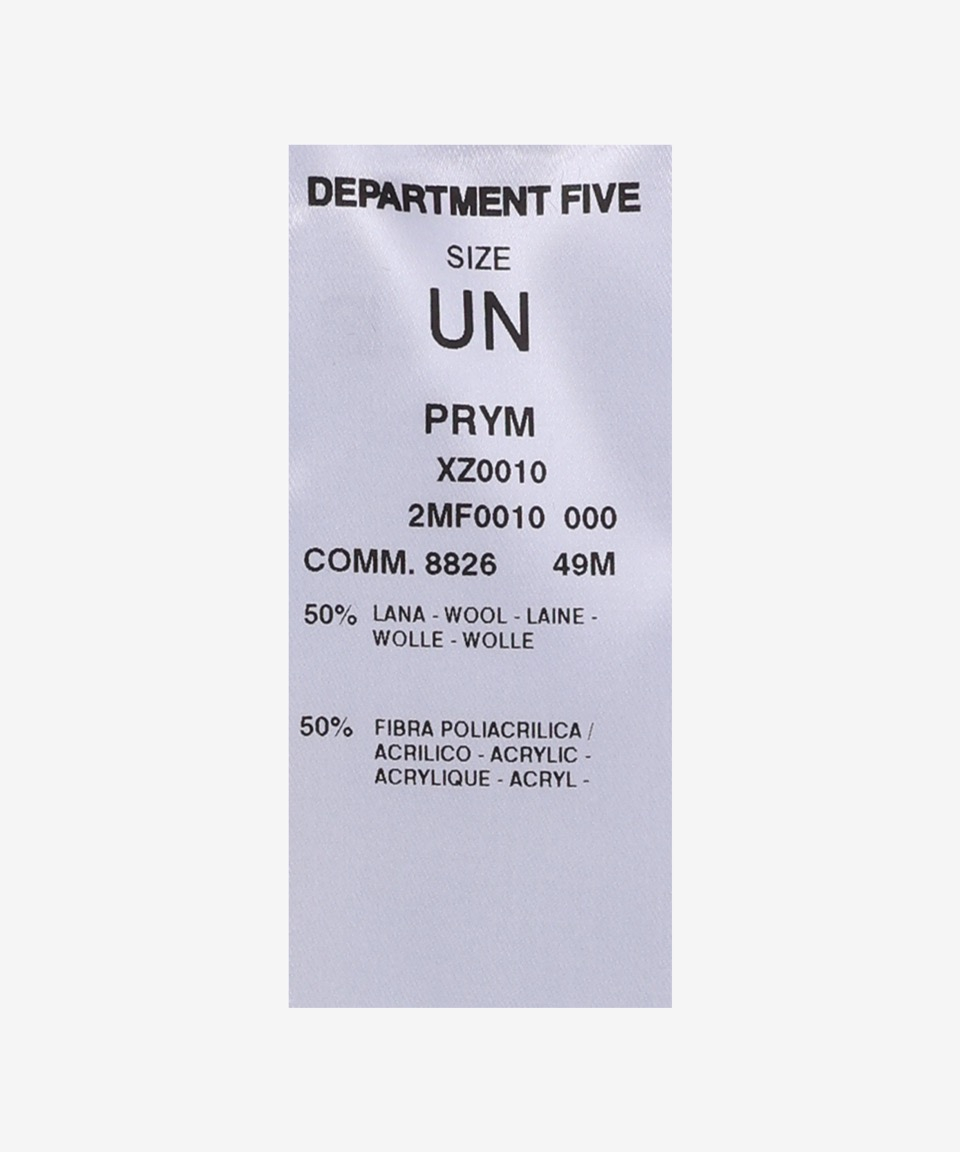 DEPARTMENT FIVE
SIZE
UN
PRYM
XZ0010
2MF0010 000
COMM. 8826 49M
50% LANA - WOOL - LAINE -
WOLLE - WOLLE
50% FIBRA POLIACRILICA /
ACRILICO - ACRYLIC -
ACRYLIQUE - ACRYL -